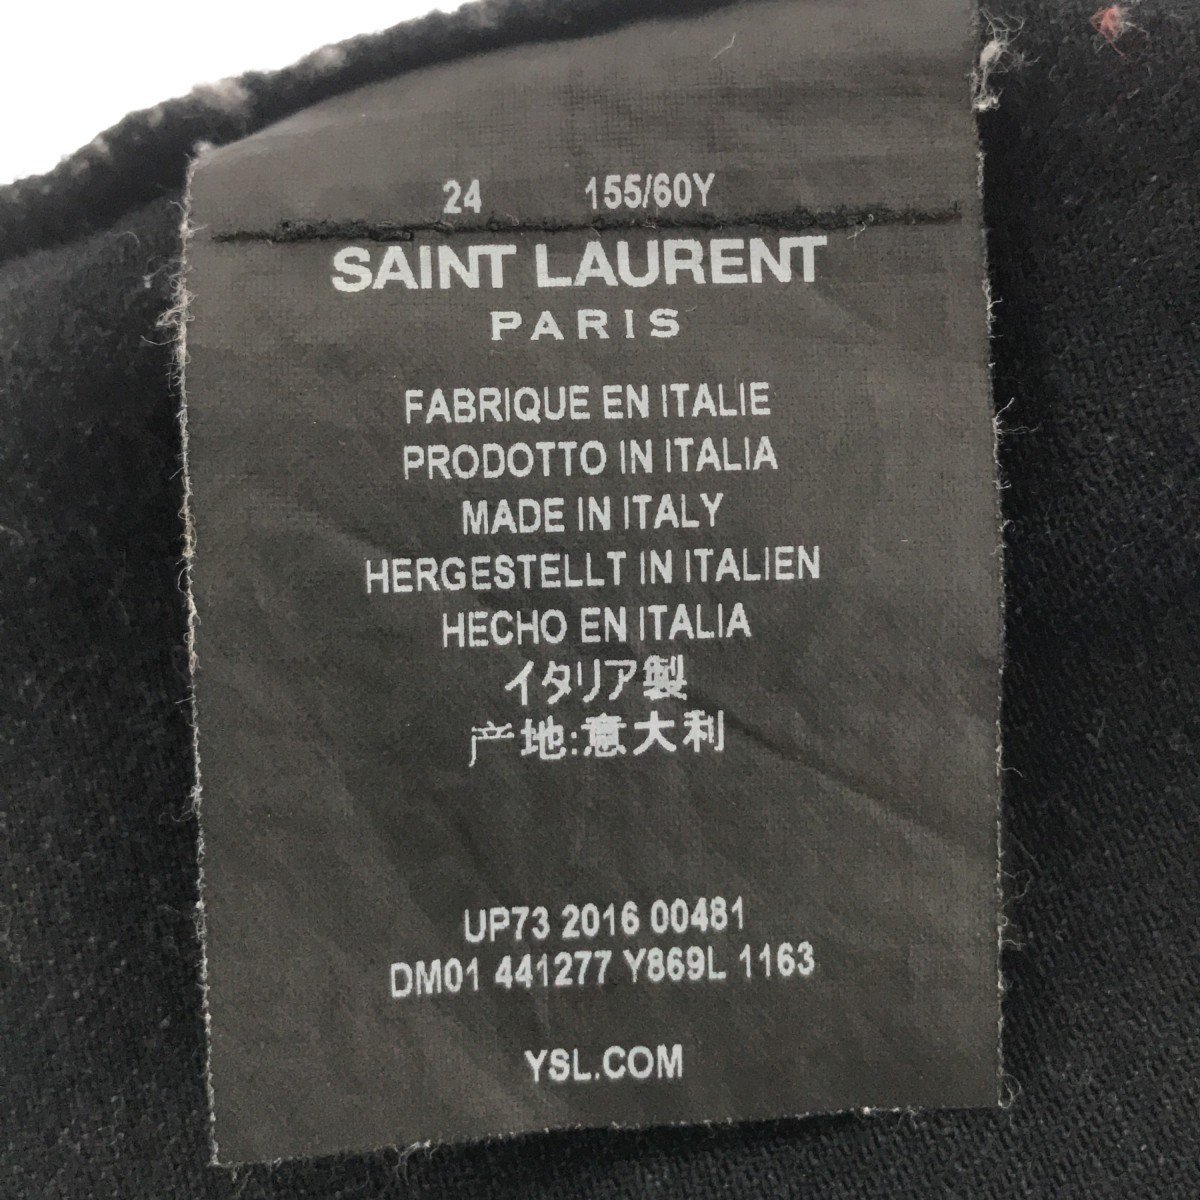 24 155/60Y
SAINT LAURENT
PARIS
FABRIQUE EN ITALIE
PRODOTTO IN ITALIA
MADE IN ITALY
HERGESTELLT IN ITALIEN
HECHO EN ITALIA
イタリア製
产地:意大利
UP73 2016 00481
DM01 441277 Y869L 1163
YSL.COM